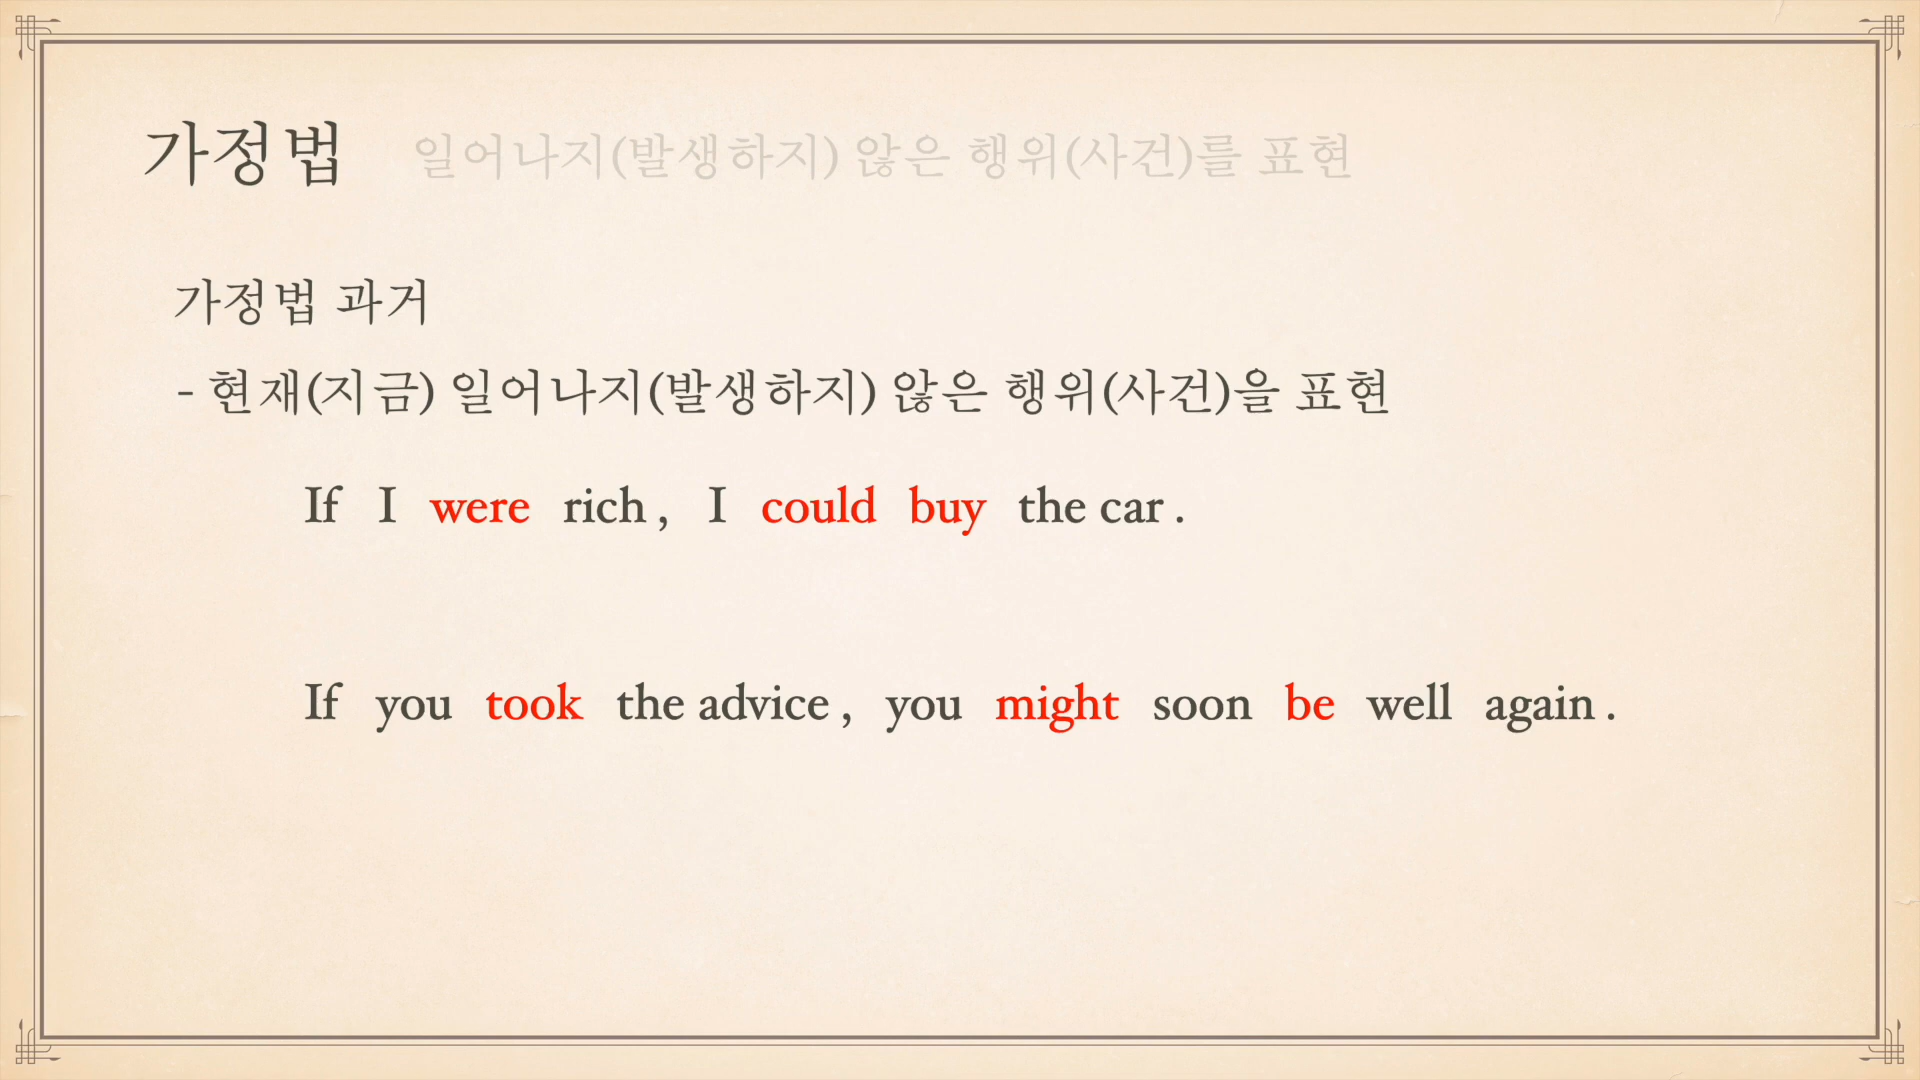 가정법 일어나지(발생하지) 않은 행위(사건)를 표현
가정법 과거
- 현재(지금) 일어나지(발생하지) 않은 행위(사건)을 표현
If I were rich , I could buy the car .
If you took the advice , you might soon be well again .